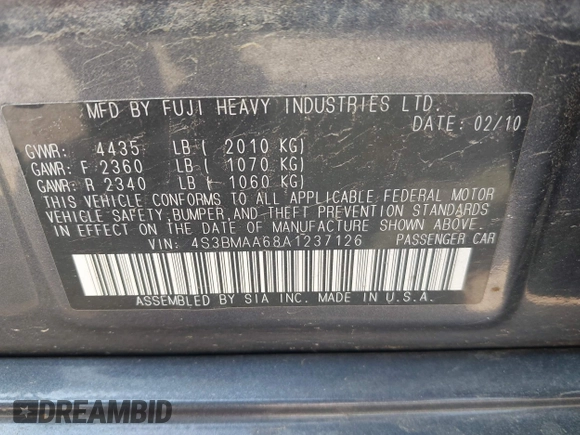 MFD BY FUJI HEAVY INDUSTRIES LTD.
DATE: 02/10
GVWR: 4435 LB ( 2010 KG)
GAWR: F 2360 LB ( 1070 KG)
GAWR: R 2340 LB ( 1060 KG)
THIS VEHICLE CONFORMS TO ALL APPLICABLE FEDERAL MOTOR
VEHICLE SAFETY, BUMPER, AND THEFT PREVENTION STANDARDS
IN EFFECT ON THE DATE OF MANUFACTURE SHOWN ABOVE.
VIN: 4S3BMAA68A1237126 PASSENGER CAR
ASSEMBLED BY SIA INC. MADE IN U.S.A.
DREAMBID